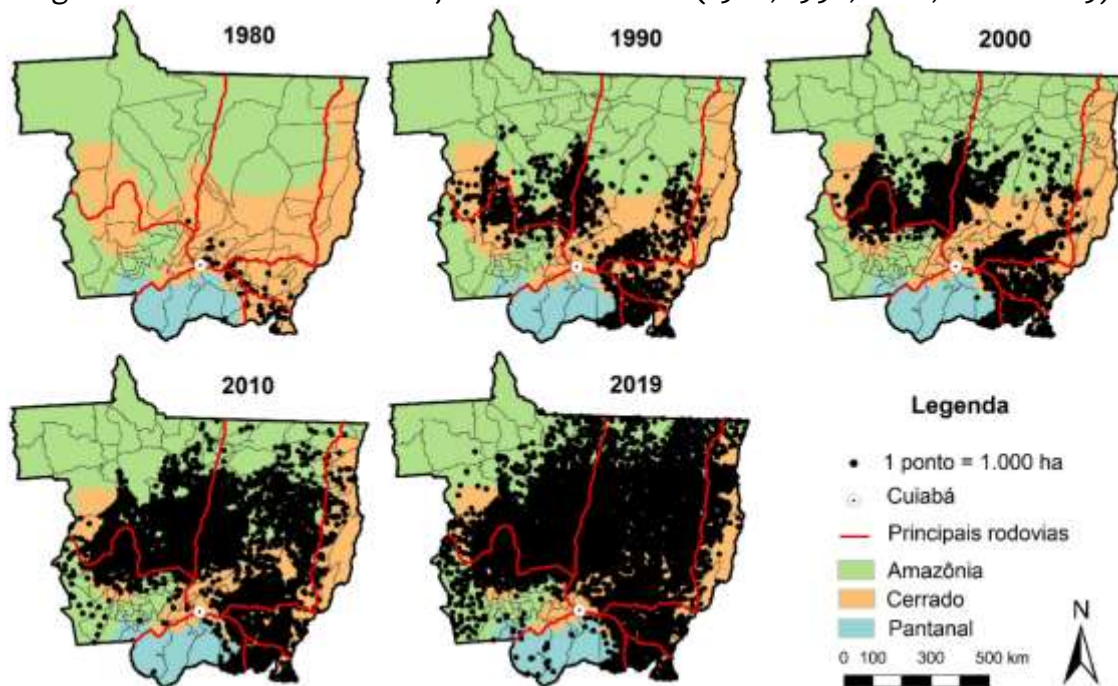 1980
1990
2000
2010
2019
Legenda
1 ponto = 1.000 ha
Cuiabá
Principais rodovias
Amazônia
Cerrado
Pantanal
N
0 100 300 500 km